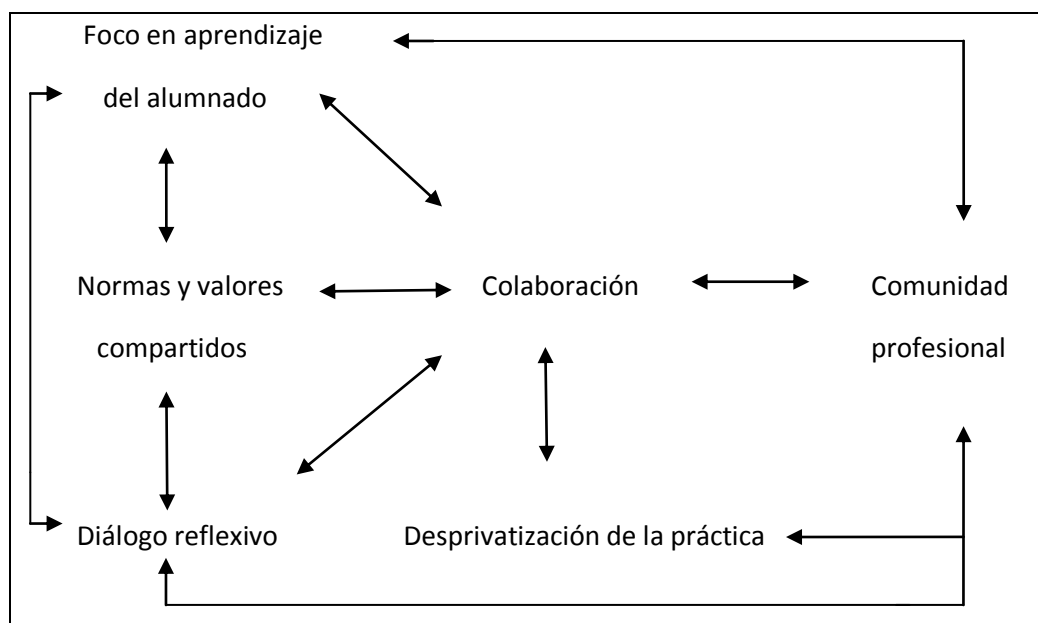 Foco en aprendizaje
del alumnado
Normas y valores
compartidos
Colaboración
Comunidad
profesional
Diálogo reflexivo
Desprivatización de la práctica